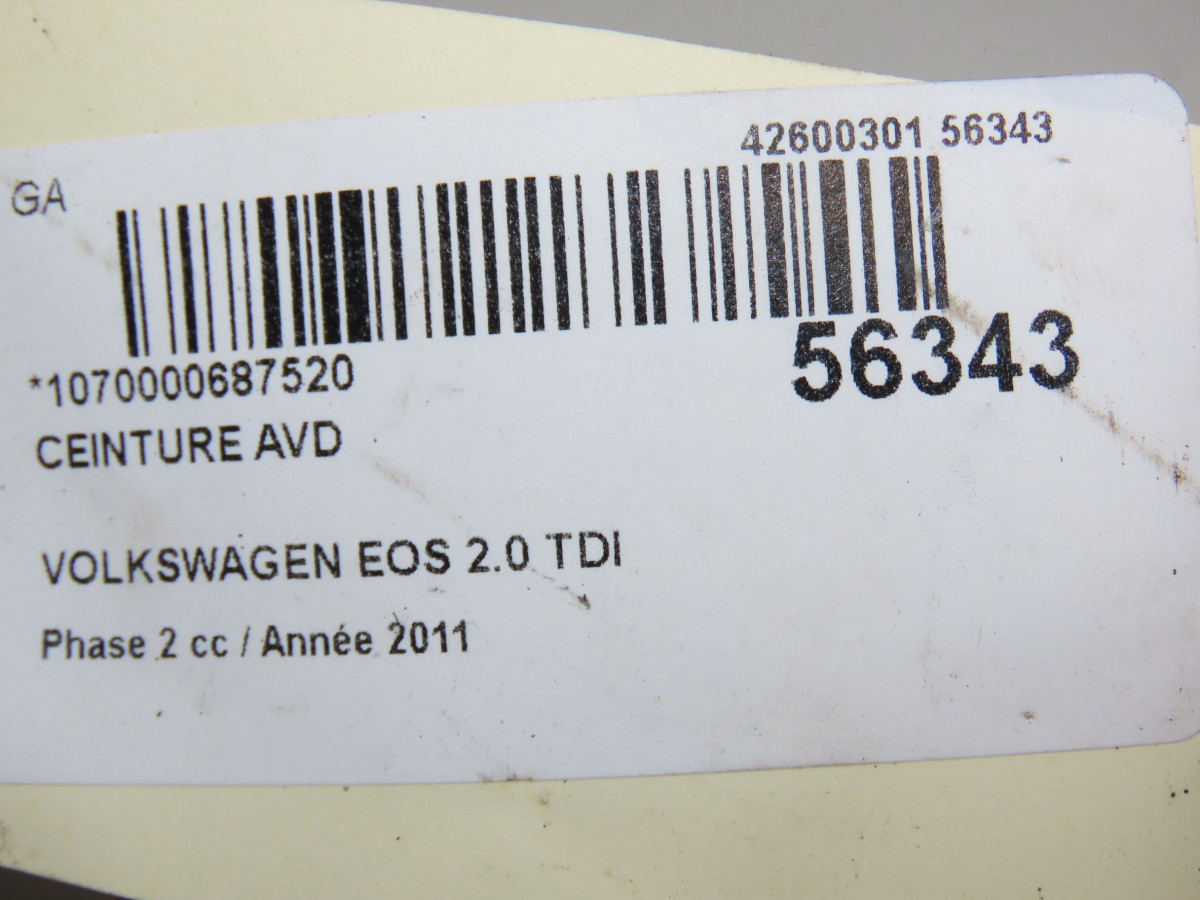 42600301 56343
GA
56343
*1070000687520
CEINTURE AVD
VOLKSWAGEN EOS 2.0 TDI
Phase 2 cc / Année 2011